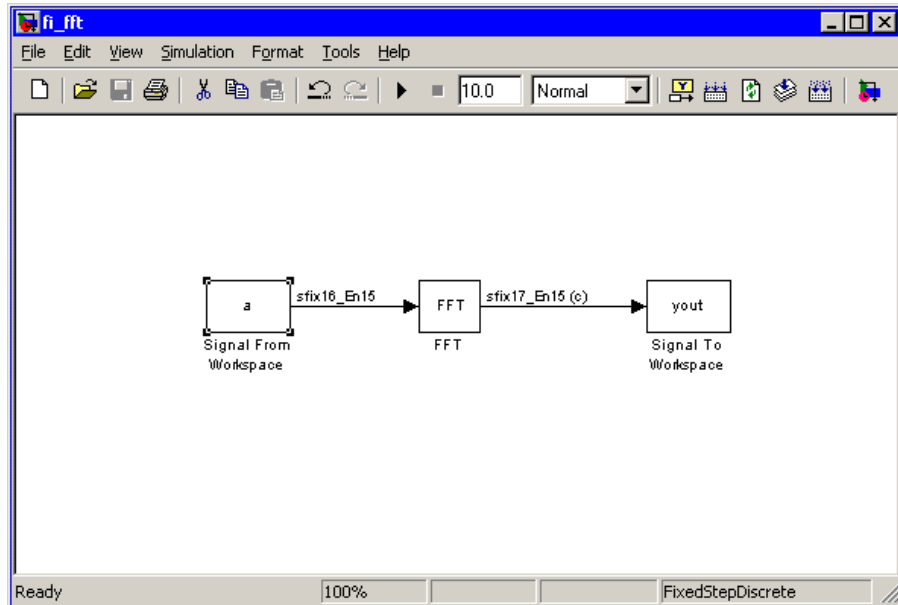 fi_fft
File Edit View Simulation Format Tools Help
10.0 Normal
a sfix16_En15 FFT sfix17_En15 (c) yout
Signal From
Workspace
FFT
Signal To
Workspace
Ready 100% FixedStepDiscrete